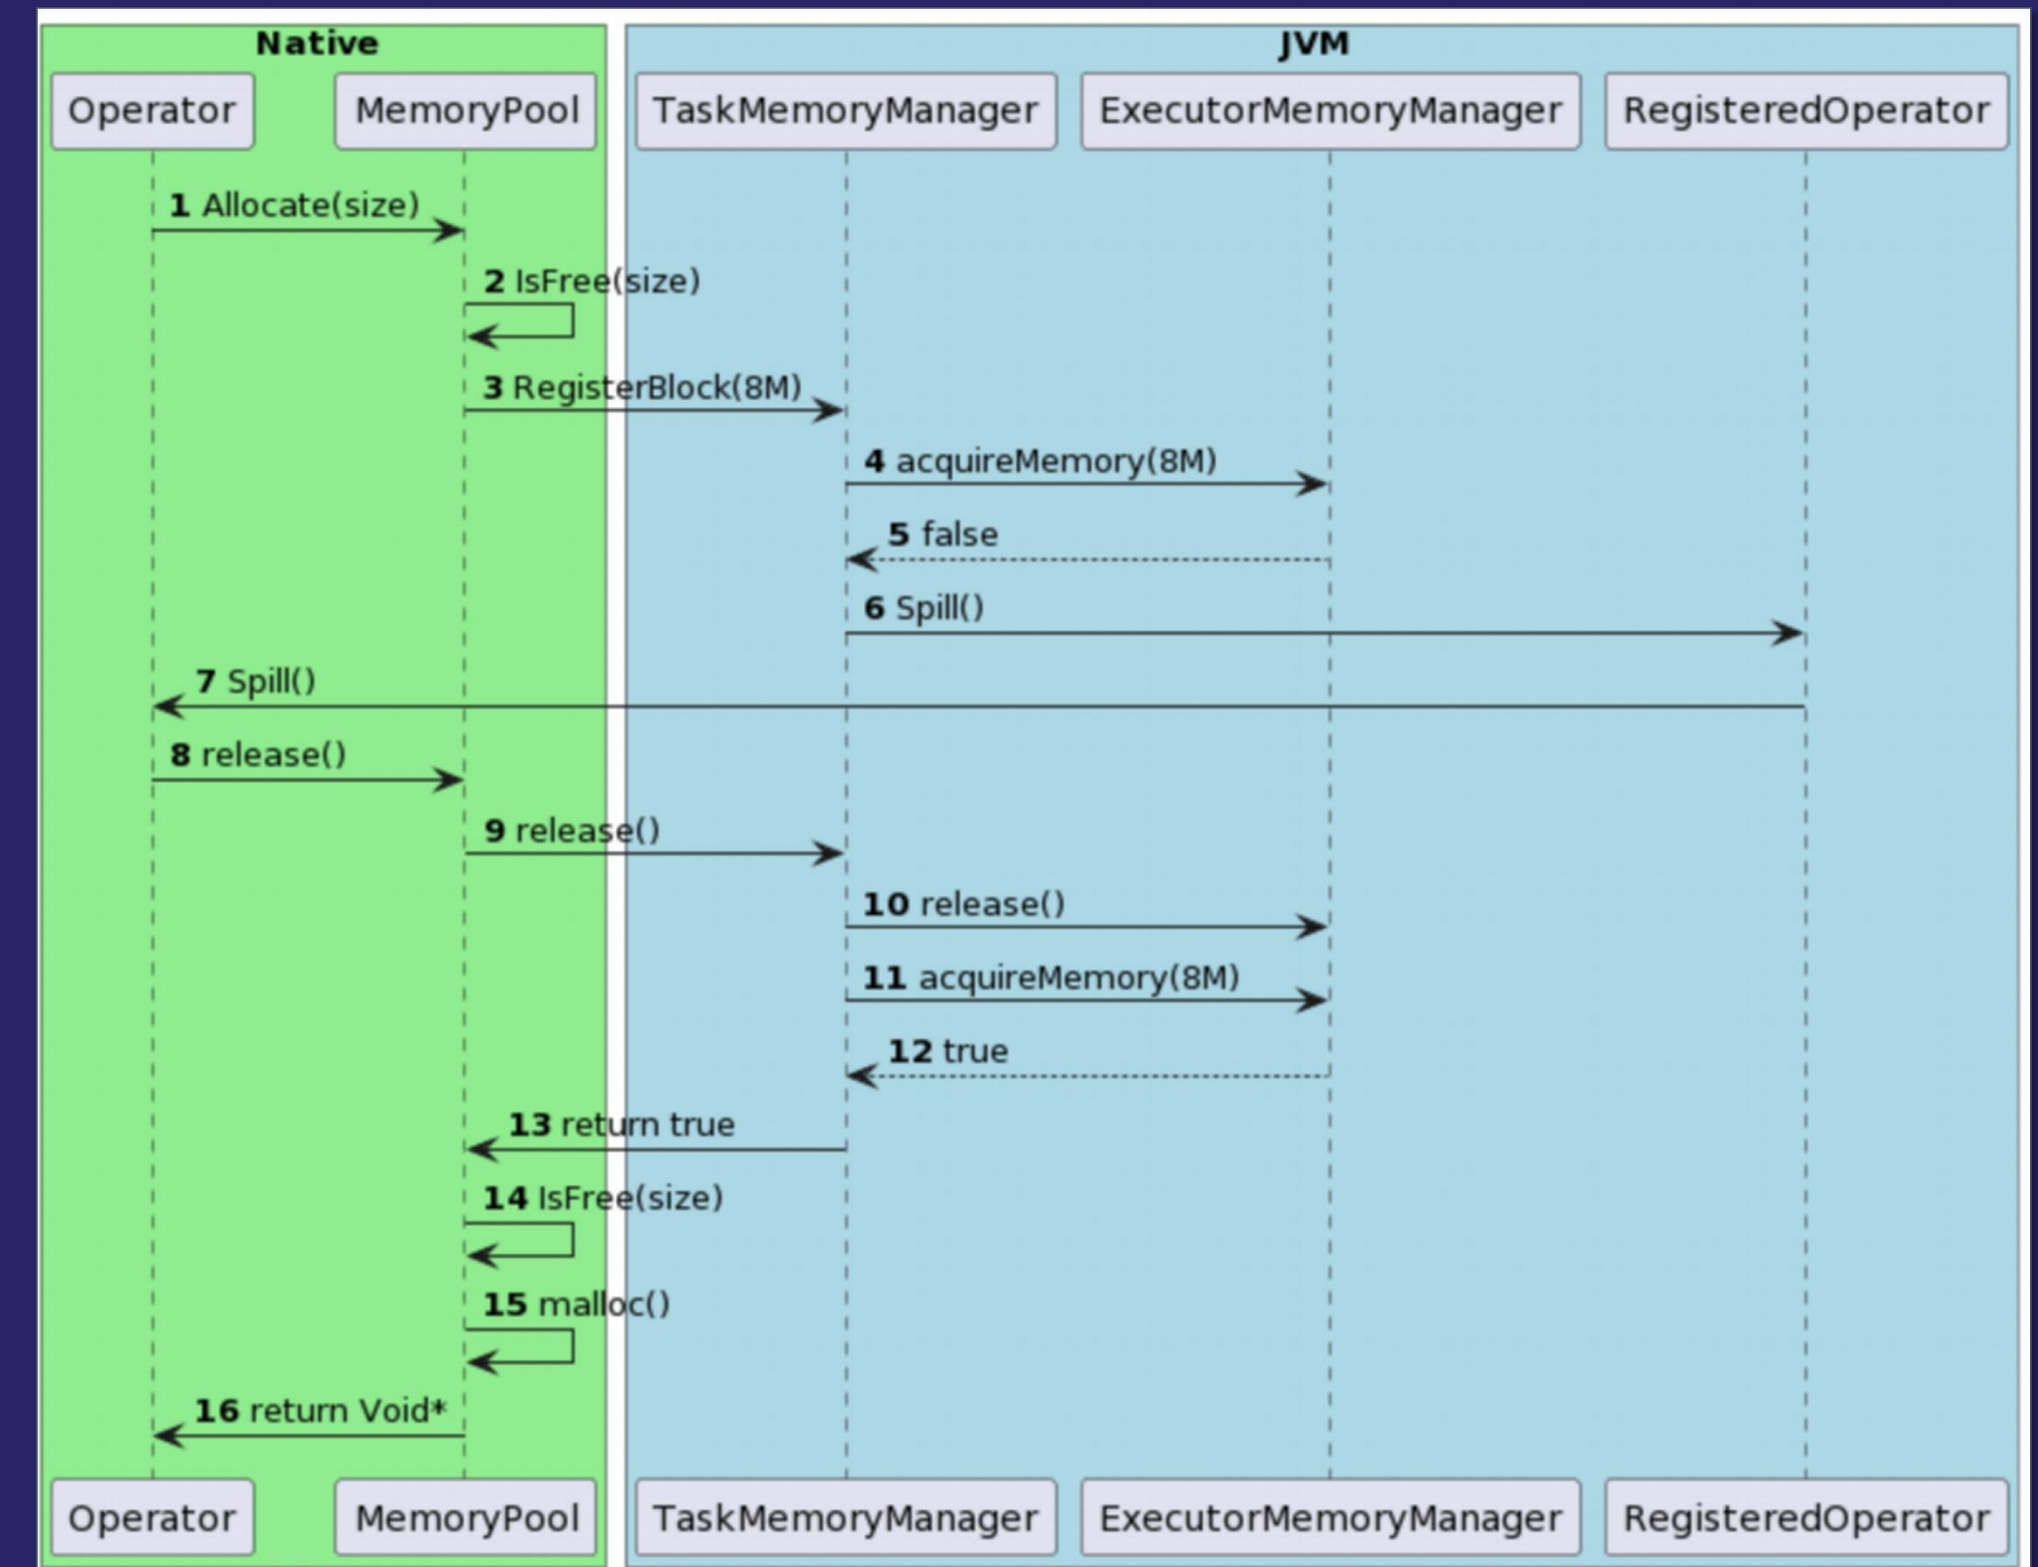 Native
JVM
Operator
MemoryPool
TaskMemoryManager
ExecutorMemoryManager
RegisteredOperator
1 Allocate(size)
2 IsFree(size)
3 RegisterBlock(8M)
4 acquireMemory(8M)
5 false
6 Spill()
7 Spill()
8 release()
9 release()
10 release()
11 acquireMemory(8M)
12 true
13 return true
14 IsFree(size)
15 malloc()
16 return Void*
Operator
MemoryPool
TaskMemoryManager
ExecutorMemoryManager
RegisteredOperator